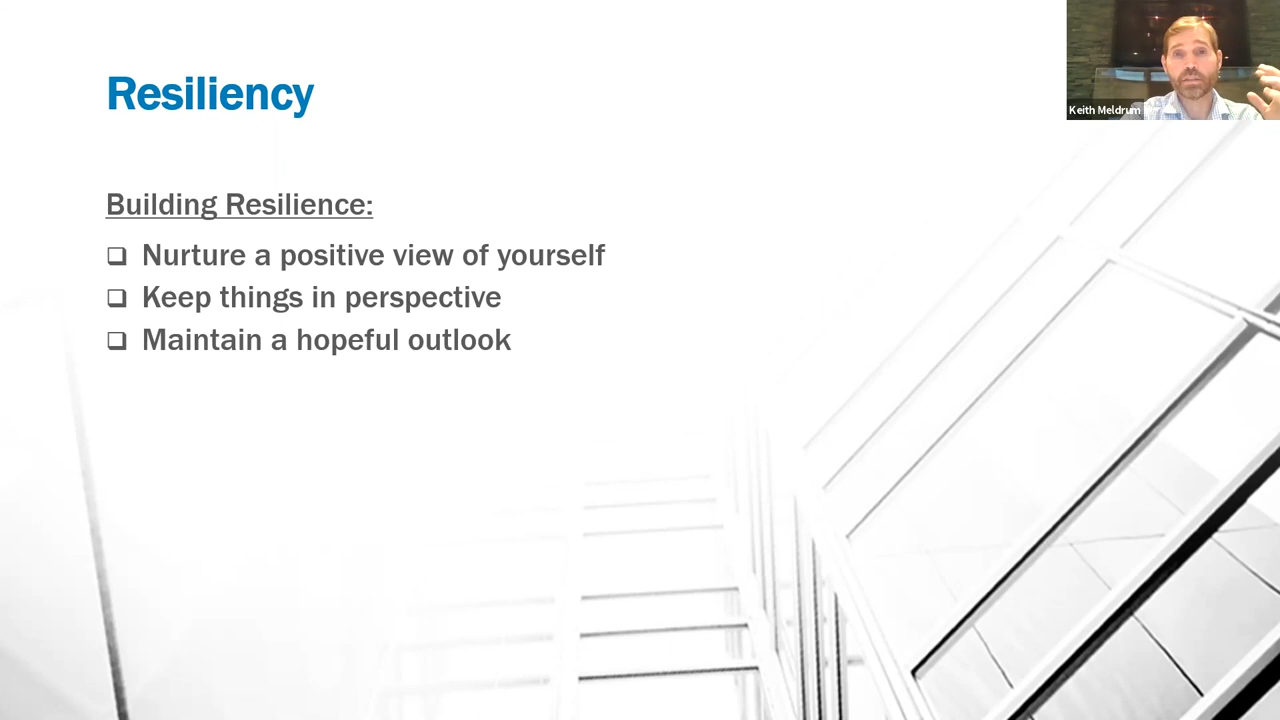 Resiliency
Keith Meldrum
Building Resilience:
Nurture a positive view of yourself
Keep things in perspective
Maintain a hopeful outlook